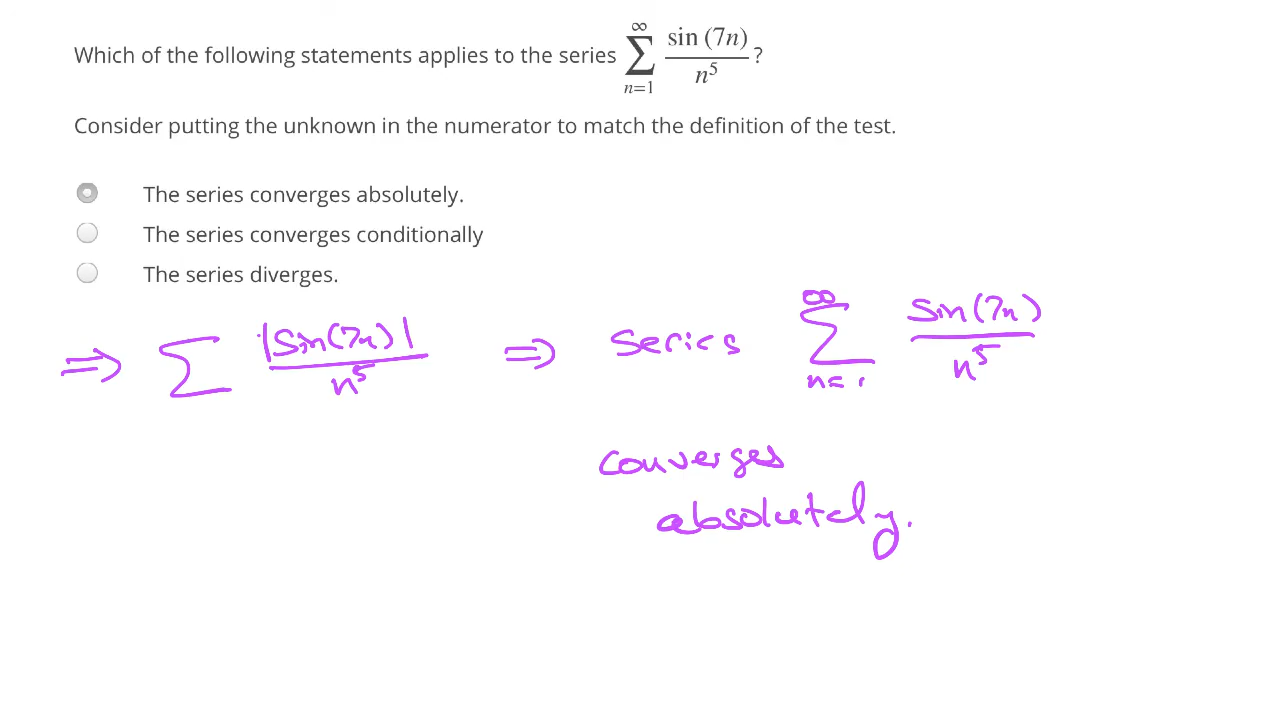 Which of the following statements applies to the series ∑_{n=1}^{∞} sin (7n) / n^5 ?
Consider putting the unknown in the numerator to match the definition of the test.
The series converges absolutely.
The series converges conditionally
The series diverges.
⇒ ∑ |sin(7n)| / n^5 ⇒ Series ∑_{n=1}^{∞} sin(7n) / n^5
converges
absolutely.